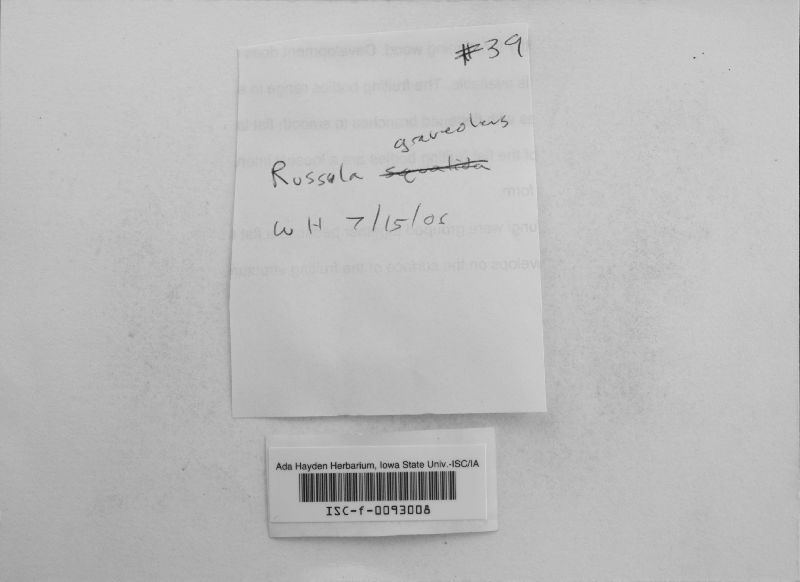 #39
graveolens
Russula squalida
WH 7/15/05
Ada Hayden Herbarium, Iowa State Univ.-ISC/IA
ISC-f-0093008